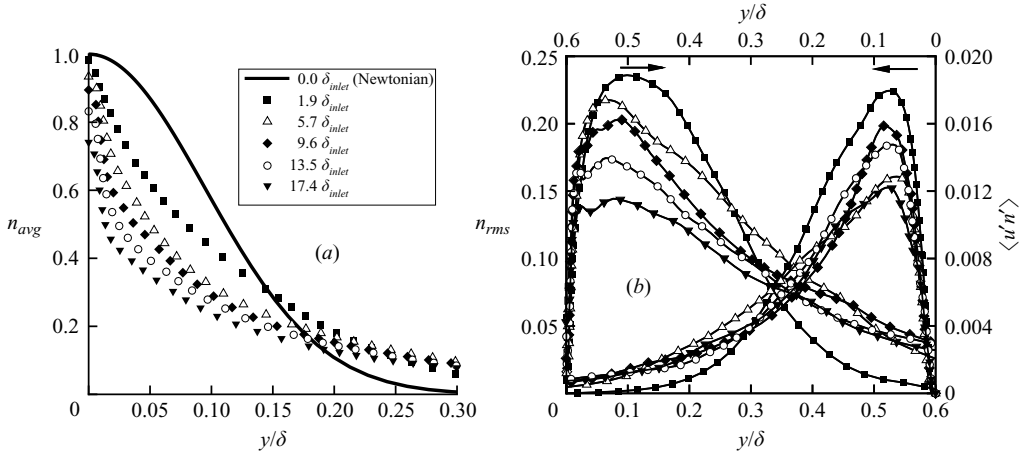 y/δ
0.6 0.5 0.4 0.3 0.2 0.1 0
1.0
0.8
0.6
n_avg
0.4
0.2
0
0.05 0.10 0.15 0.20 0.25 0.30
y/δ
0.0 δ_inlet (Newtonian)
1.9 δ_inlet
5.7 δ_inlet
9.6 δ_inlet
13.5 δ_inlet
17.4 δ_inlet
(a)
0.25
0.20
0.15
n_rms
0.10
0.05
0 0.1 0.2 0.3 0.4 0.5 0.6
y/δ
(b)
0.020
0.016
0.012
⟨u′n′⟩
0.008
0.004
0